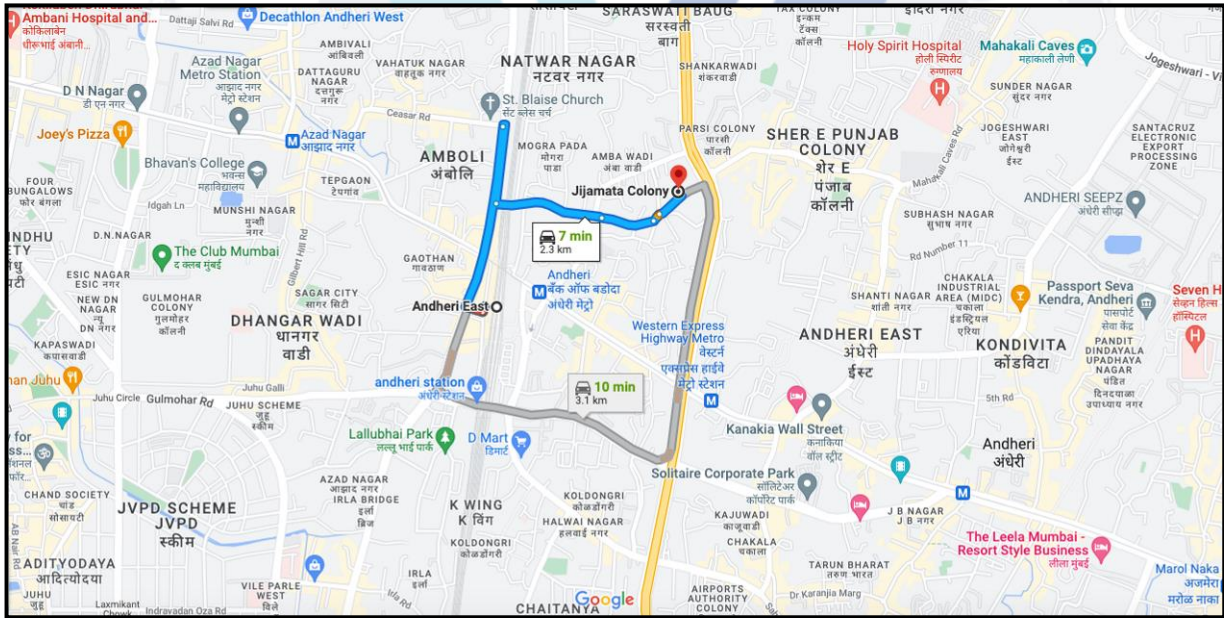 Ambani Hospital and...
कोकिलाबेन
धीरूभाई अंबानी...
Dattaji Salvi Rd
Decathlon Andheri West
SARASWATI BAUG
सरस्वती
बाग
TAX COLONY
इन्कम
टॅक्स
कॉलनी
इंदिरा नगर
AMBIVALI
आंबिवली
NATWAR NAGAR
नटवर नगर
Holy Spirit Hospital
होली स्पिरीट
रुग्णालय
Mahakali Caves
महाकाली लेणी
Jogeshwari - Vi
Azad Nagar
Metro Station
आझाद नगर
मेट्रो स्टेशन
VAHATUK NAGAR
वाहतूक नगर
SHANKARWADI
शंकरवाडी
SUNDER NAGAR
सुंदर नगर
D N Nagar
डी एन नगर
DATTAGURU
NAGAR
दत्तगुरू
नगर
St. Blaise Church
सेंट ब्लेस चर्च
Ceasar Rd
Joey's Pizza
Azad Nagar
आझाद नगर
PARSI COLONY
पारसी
कॉलनी
SHER E PUNJAB
COLONY
शेर E
पंजाब
कॉलनी
Mahakali Caves Rd
JOGESHWARI
EAST
जोगेश्वरी
ईस्ट
SANTACRUZ
ELECTRONIC
EXPORT
PROCESSING
ZONE
AMBOLI
अंबोलि
MOGRA PADA
मोगरा
पाडा
AMBA WADI
अंबा वाडी
Bhavan's College
भवन्स
महाविद्यालय
FOUR
BUNGALOWS
फोर बंगला
TEPGAON
टेपगांव
Jijamata Colony
ANDHERI SEEPZ
अंधेरी सीप्झ
Idgah Ln
MUNSHI NAGAR
मुन्शी
नगर
SUBHASH NAGAR
सुभाष नगर
D.N.NAGAR
Gilbert Hill Rd
7 min
2.3 km
Rd Number 11
The Club Mumbai
द क्लब मुंबई
GAOTHAN
गावठाण
Andheri
बँक ऑफ बडोदा
अंधेरी मेट्रो
ESIC NAGAR
ESIC नगर
NEW DN
NAGAR
न्यू
DN नगर
SAGAR CITY
सागर सिटी
Andheri East
SHANTI NAGAR
शांती नगर
CHAKALA
INDUSTRIAL
AREA (MIDC)
चकाला
इंडस्ट्रियल
एरिया
Passport Seva
Kendra, Andheri
पासपोर्ट
सेवा केंद्र
Seven H
सेव्हन हिल्स
हॉस्पिटल
GULMOHAR
COLONY
गुलमोहर
कॉलनी
DHANGAR WADI
धानगर
वाडी
Western Express
Highway Metro
वेस्टर्न
एक्सप्रेस हाईवे
मेट्रो स्टेशन
ANDHERI EAST
अंधेरी
ईस्ट
KONDIVITA
कोंडविटा
PANDIT
DINDAYALA
UPADHAYA
NAGAR
पंडित
दिनदयाळा
उपाध्याय नगर
KAPASWADI
कपासवाडी
Juhu Galli
andheri station
अंधेरी स्टेशन
10 min
3.1 km
Juhu Circle
Gulmohar Rd
JUHU SCHEME
जुहू
स्कीम
5th Rd
Kanakia Wall Street
कनाकिया
वॉल स्ट्रीट
Lallubhai Park
लल्लू भाई पार्क
D Mart
डिमार्ट
Andheri
अंधेरी
Solitaire Corporate Park
सॉलिटेअर
कॉर्पोरेट पार्क
AZAD NAGAR
आझाद नगर
IRLA BRIDGE
इर्ला
ब्रिज
CHAND SOCIETY
चांद
सोसायटी
JVPD SCHEME
JVPD
स्कीम
K WING
K विंग
KOLDONGRI
कोळडोंगरी
HALWAI NAGAR
हलवाई नगर
KAJUWADI
काजूवाडी
J B NAGAR
J B नगर
KOLDONGRI
कोळडोंगरी
CHAKALA
चकाला
The Leela Mumbai -
Resort Style Business
लीला मुंबई
ADITYODAYA
आदित्योदया
IRLA
इर्ला
TARUN BHARAT
तरुण भारत
Marol Naka
अजमेरा
मरोळ नाका
JUHU
जुहू
VILE PARLE
WEST
विले
Irla Rd
AIRPORTS
AUTHORITY
COLONY
Dr Karanjia Marg
Laxmikant
Indravadan Oza Rd
CHAITANYA
Google